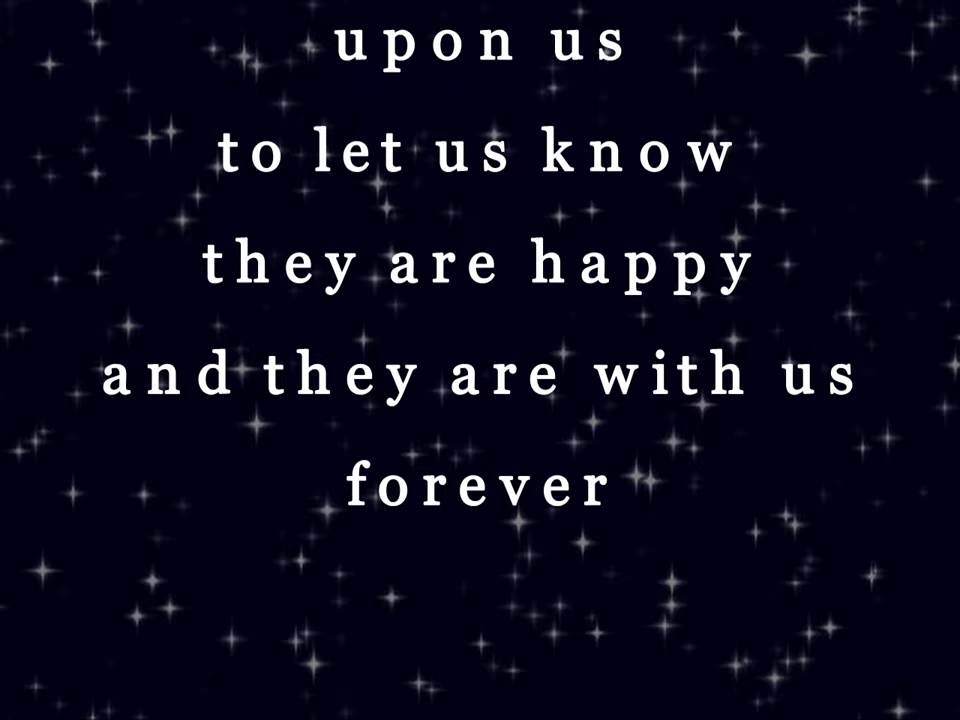 upon us
to let us know
they are happy
and they are with us
forever